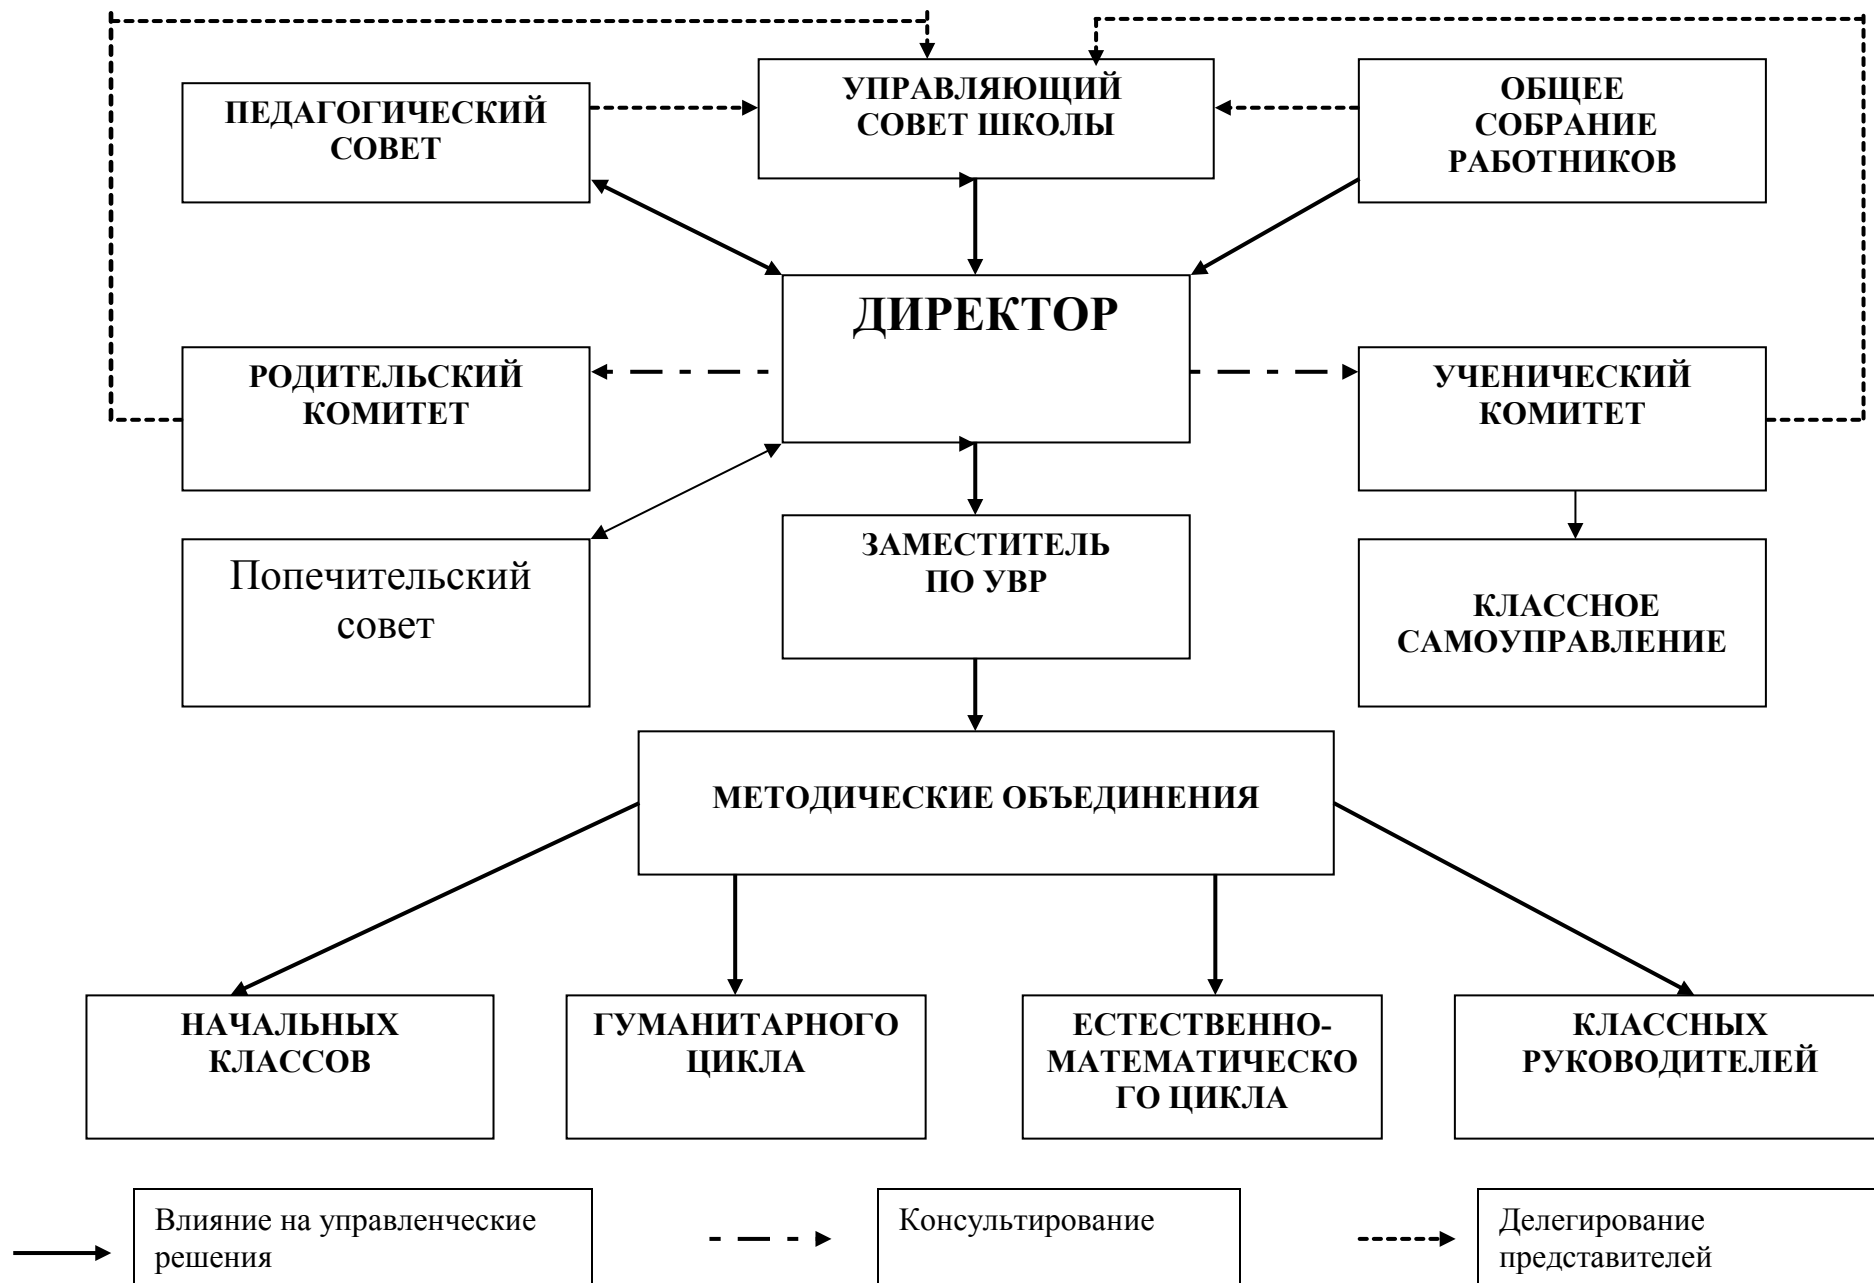 ПЕДАГОГИЧЕСКИЙ
СОВЕТ
УПРАВЛЯЮЩИЙ
СОВЕТ ШКОЛЫ
ОБЩЕЕ
СОБРАНИЕ
РАБОТНИКОВ
ДИРЕКТОР
РОДИТЕЛЬСКИЙ
КОМИТЕТ
УЧЕНИЧЕСКИЙ
КОМИТЕТ
Попечительский
совет
ЗАМЕСТИТЕЛЬ
ПО УВР
КЛАССНОЕ
САМОУПРАВЛЕНИЕ
МЕТОДИЧЕСКИЕ ОБЪЕДИНЕНИЯ
НАЧАЛЬНЫХ
КЛАССОВ
ГУМАНИТАРНОГО
ЦИКЛА
ЕСТЕСТВЕННО-
МАТЕМАТИЧЕСКО
ГО ЦИКЛА
КЛАССНЫХ
РУКОВОДИТЕЛЕЙ
Влияние на управленческие
решения
Консультирование
Делегирование
представителей